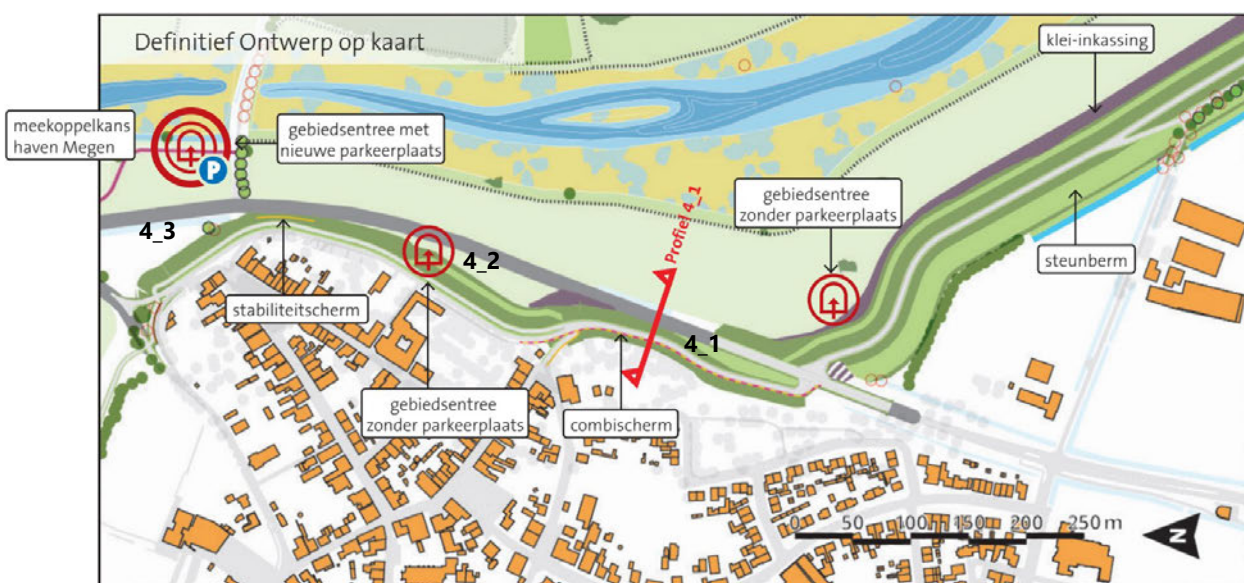 Definitief Ontwerp op kaart
klei-inkassing
meekoppelkans
haven Megen
gebiedsentree met
nieuwe parkeerplaats
P
Profiel 4_1
gebiedsentree
zonder parkeerplaats
4_3
4_2
steunberm
stabiliteitscherm
4_1
gebiedsentree
zonder parkeerplaats
combischerm
0 50 100 150 200 250 m
N